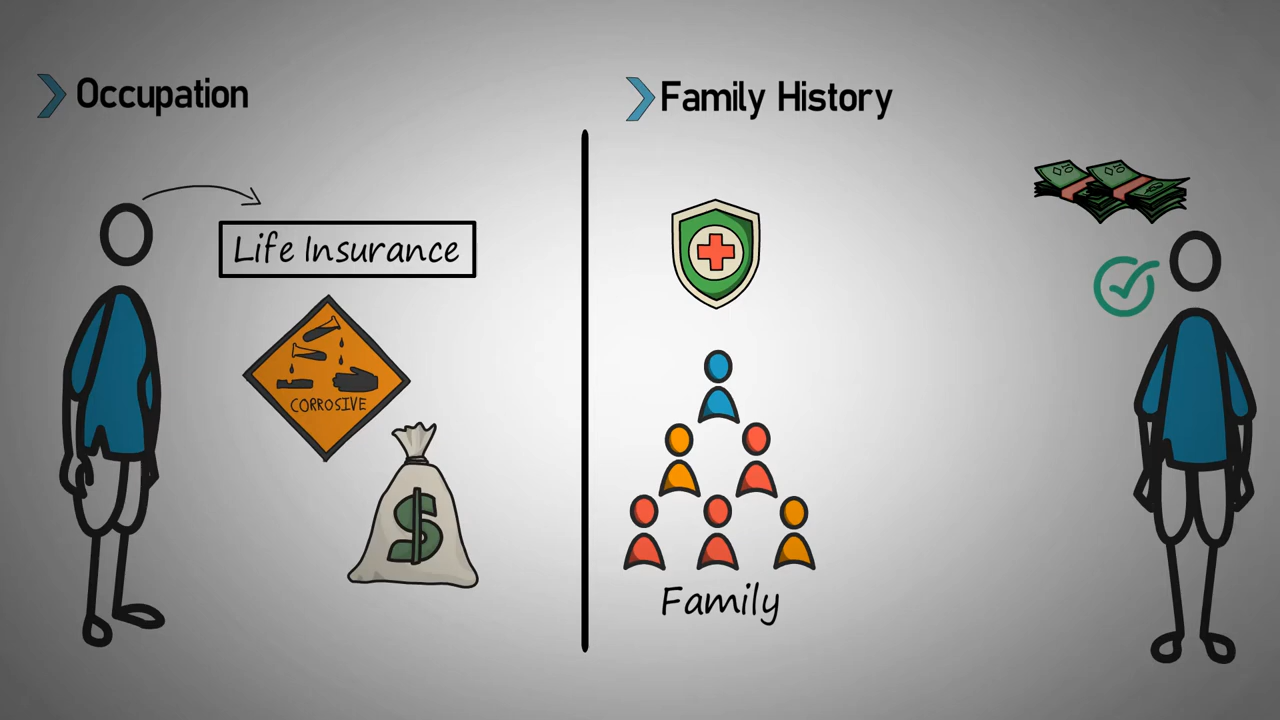 Occupation
Family History
Life Insurance
CORROSIVE
$
Family